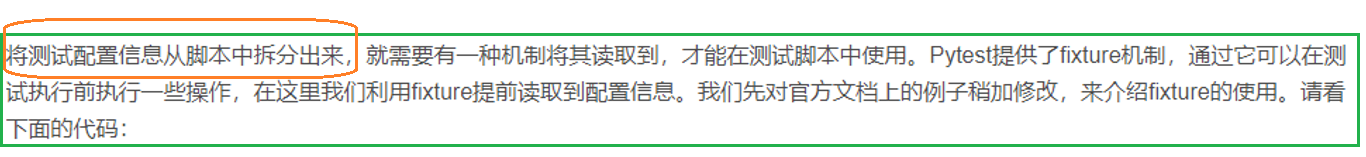 将测试配置信息从脚本中拆分出来，就需要有一种机制将其读取到，才能在测试脚本中使用。Pytest提供了fixture机制，通过它可以在测
试执行前执行一些操作，在这里我们利用fixture提前读取到配置信息。我们先对官方文档上的例子稍加修改，来介绍fixture的使用。请看
下面的代码：